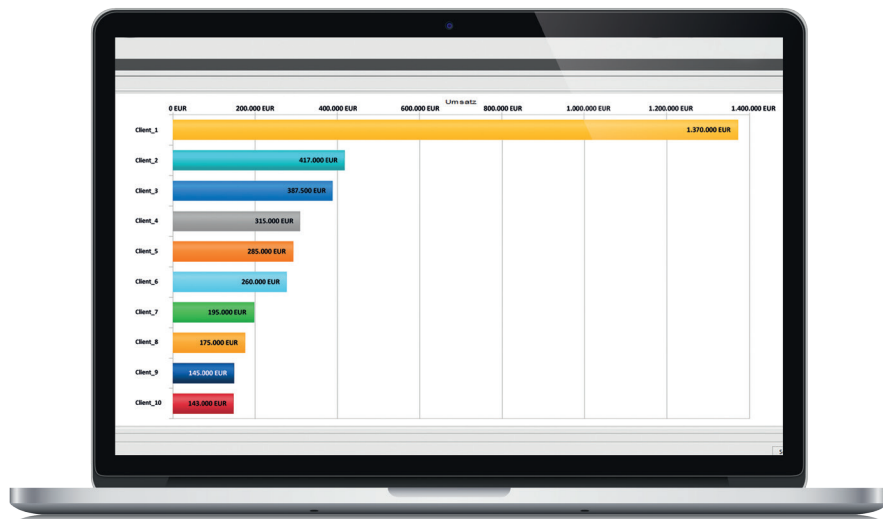 Umsatz
0 EUR 200.000 EUR 400.000 EUR 600.000 EUR 800.000 EUR 1.000.000 EUR 1.200.000 EUR 1.400.000 EUR
Client_1 1.370.000 EUR
Client_2 417.000 EUR
Client_3 387.500 EUR
Client_4 315.000 EUR
Client_5 285.000 EUR
Client_6 260.000 EUR
Client_7 195.000 EUR
Client_8 175.000 EUR
Client_9 145.000 EUR
Client_10 143.000 EUR